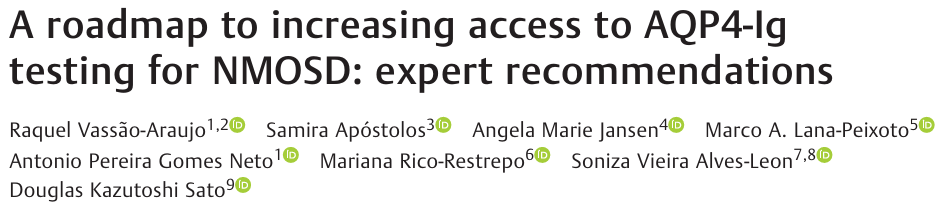 A roadmap to increasing access to AQP4-Ig
testing for NMOSD: expert recommendations
Raquel Vassão-Araujo1,2 Samira Apóstolos3 Angela Marie Jansen4 Marco A. Lana-Peixoto5
Antonio Pereira Gomes Neto1 Mariana Rico-Restrepo6 Soniza Vieira Alves-Leon7,8
Douglas Kazutoshi Sato9